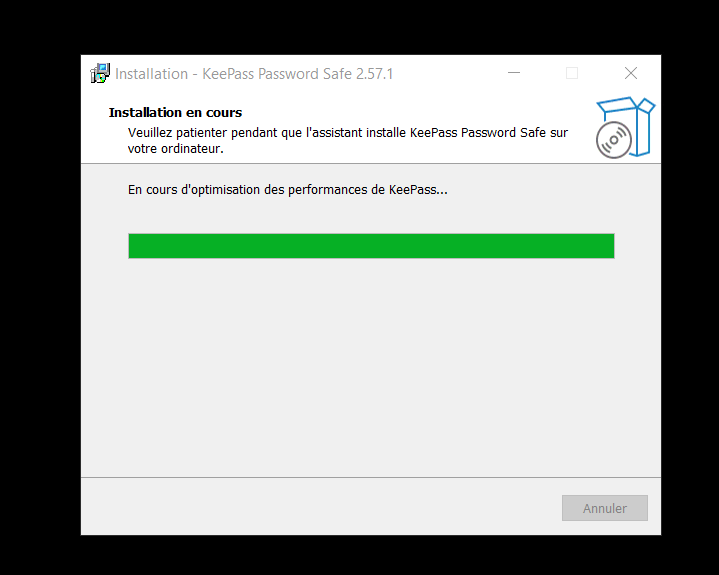 Installation - KeePass Password Safe 2.57.1
Installation en cours
Veuillez patienter pendant que l'assistant installe KeePass Password Safe sur
votre ordinateur.
En cours d'optimisation des performances de KeePass...
Annuler